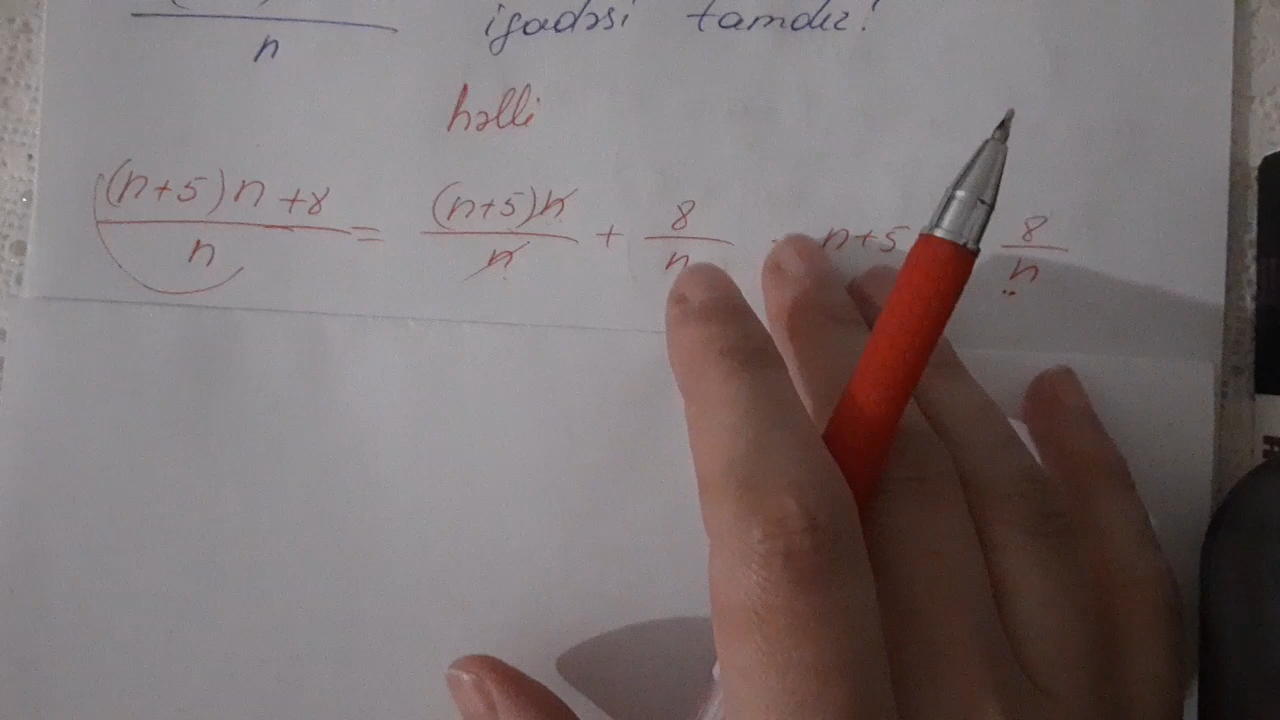 n ifadəsi tamdır!
həlli
(n+5)n+8 / n = (n+5)n / n + 8 / n n+5 8 / n